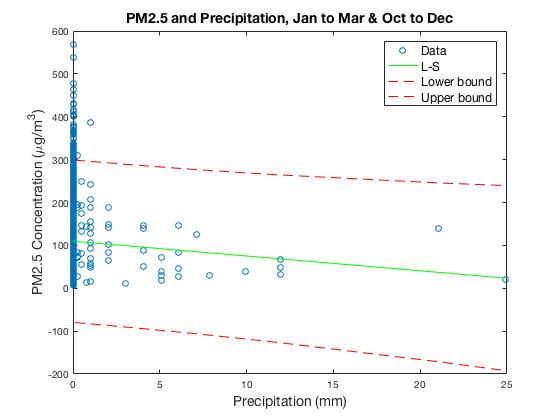 PM2.5 and Precipitation, Jan to Mar & Oct to Dec
600
500
400
300
200
100
0
-100
-200
PM2.5 Concentration (μg/m³)
Data
L-S
Lower bound
Upper bound
0 5 10 15 20 25
Precipitation (mm)